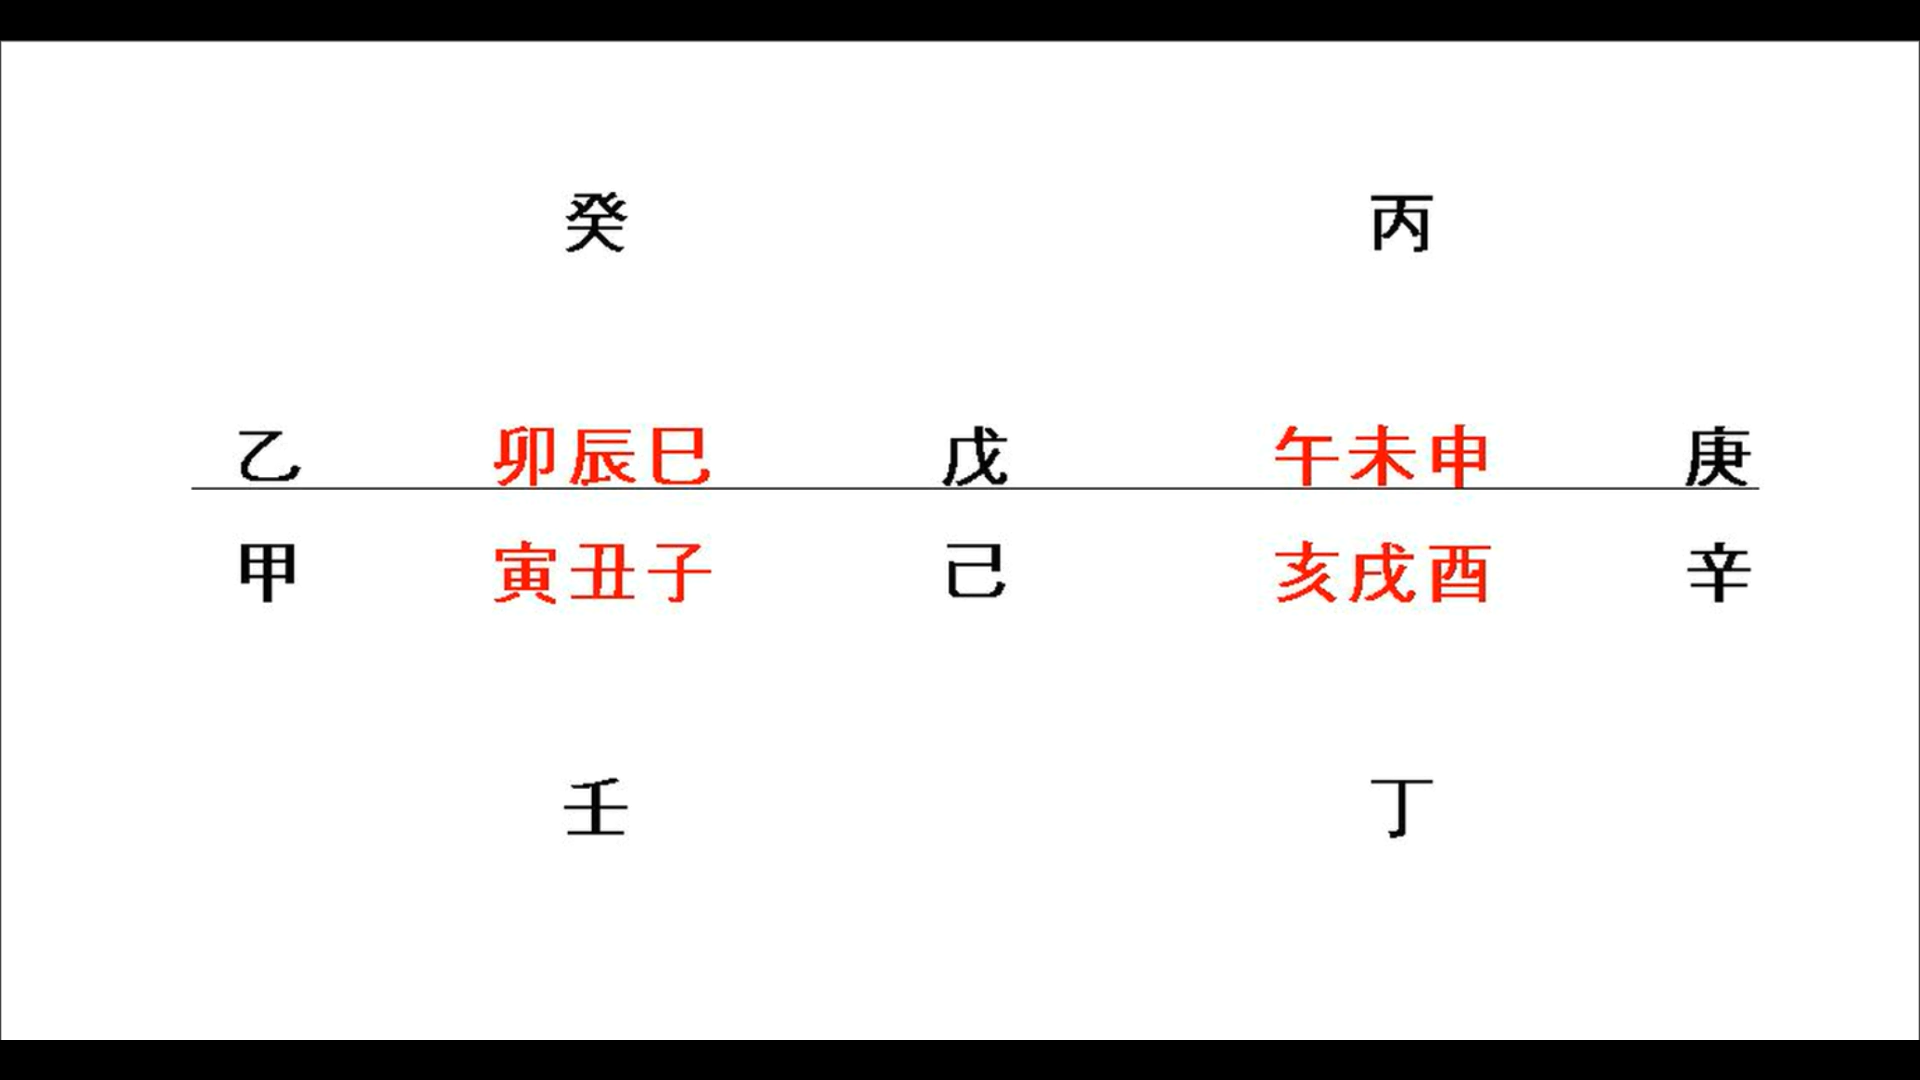 癸 丙
乙 卯辰巳 戊 午未申 庚
甲 寅丑子 己 亥戌酉 辛
壬 丁